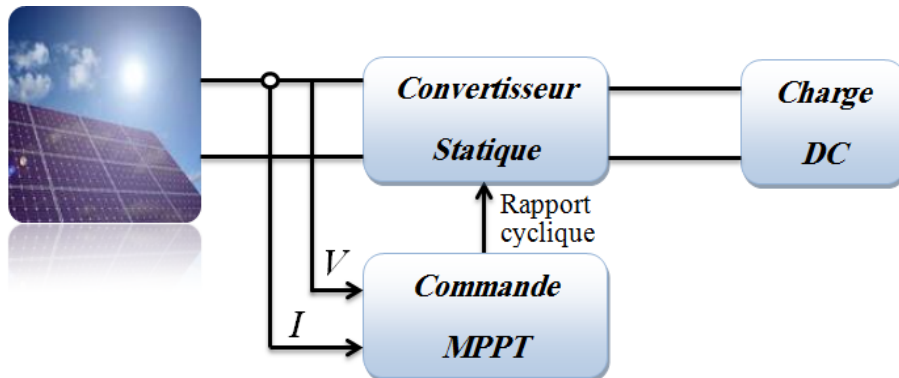 Convertisseur
Statique
Charge
DC
Rapport
cyclique
V
Commande
I
MPPT